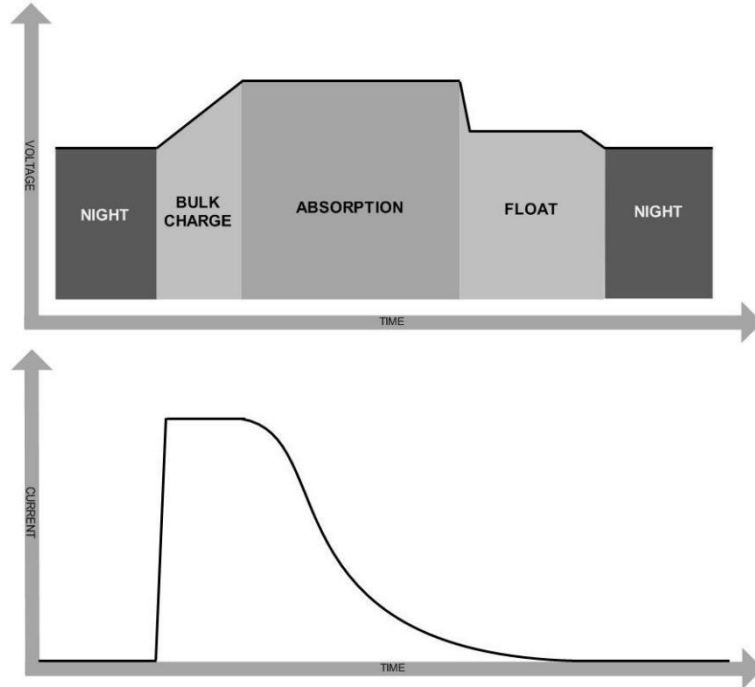 VOLTAGE
NIGHT
BULK
CHARGE
ABSORPTION
FLOAT
NIGHT
TIME
CURRENT
TIME